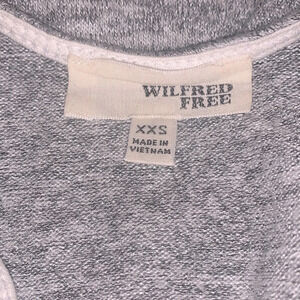 WILFRED
FREE
XXS
MADE IN
VIETNAM